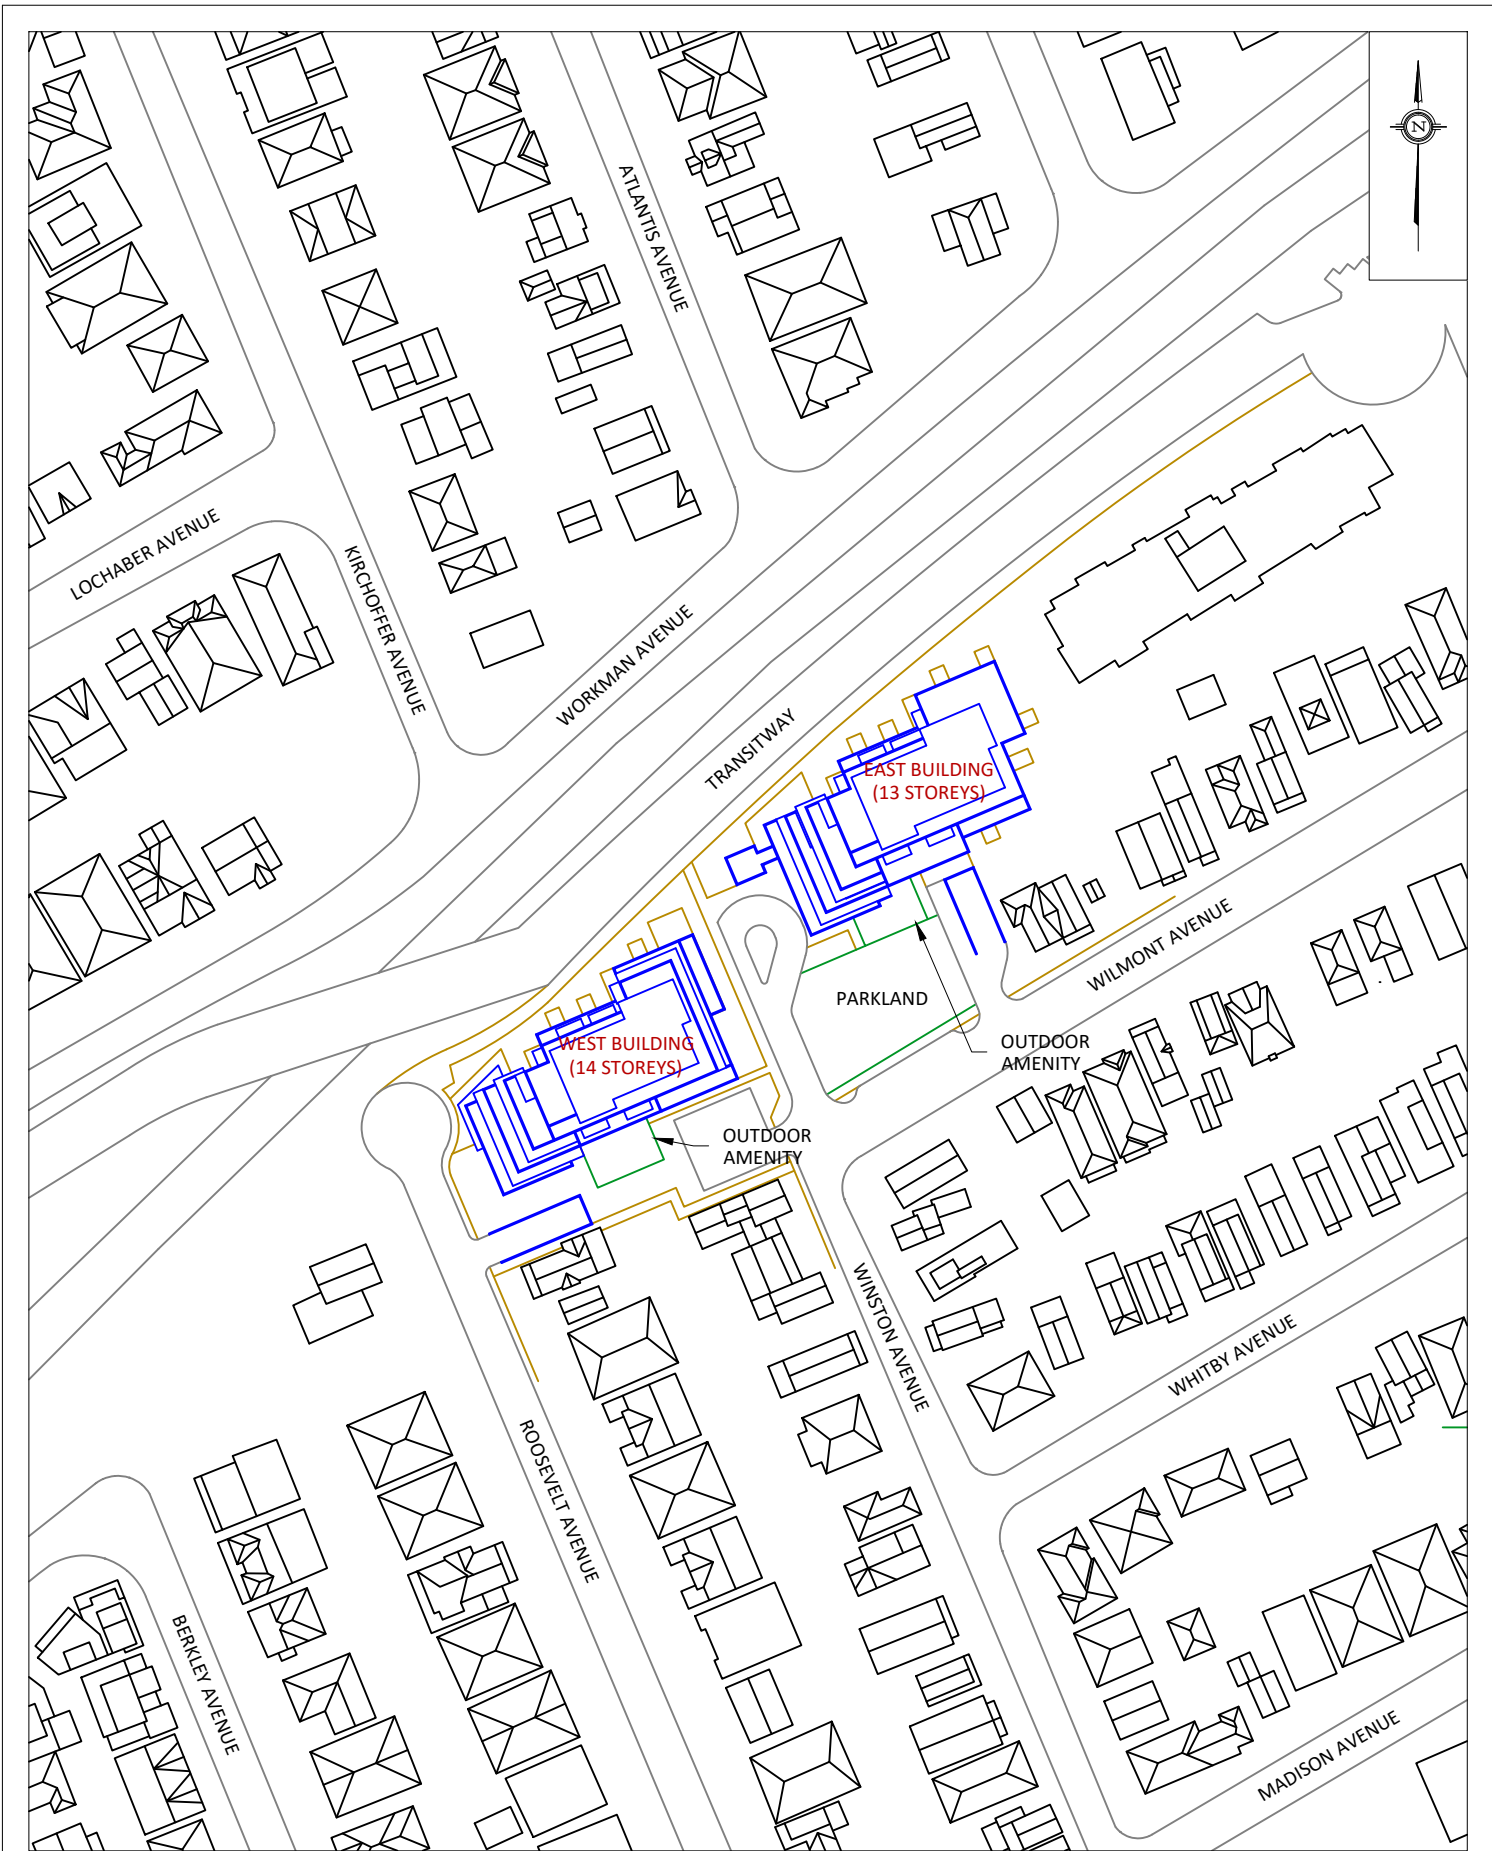 N
ATLANTIS AVENUE
LOCHABER AVENUE
KIRCHOFFER AVENUE
WORKMAN AVENUE
TRANSITWAY
EAST BUILDING
(13 STOREYS)
WILMONT AVENUE
PARKLAND
OUTDOOR
AMENITY
WEST BUILDING
(14 STOREYS)
OUTDOOR
AMENITY
WINSTON AVENUE
WHITBY AVENUE
ROOSEVELT AVENUE
BERKLEY AVENUE
MADISON AVENUE